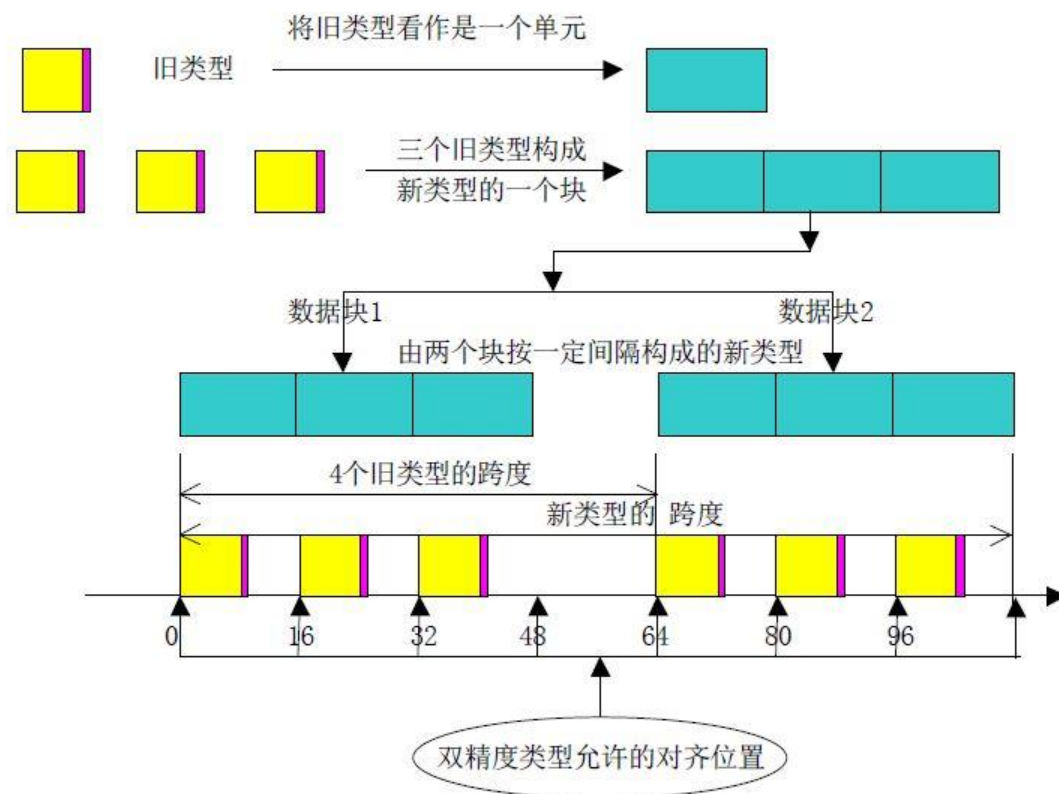 将旧类型看作是一个单元
旧类型
三个旧类型构成
新类型的一个块
数据块1
数据块2
由两个块按一定间隔构成的新类型
4个旧类型的跨度
新类型的 跨度
0 16 32 48 64 80 96
双精度类型允许的对齐位置